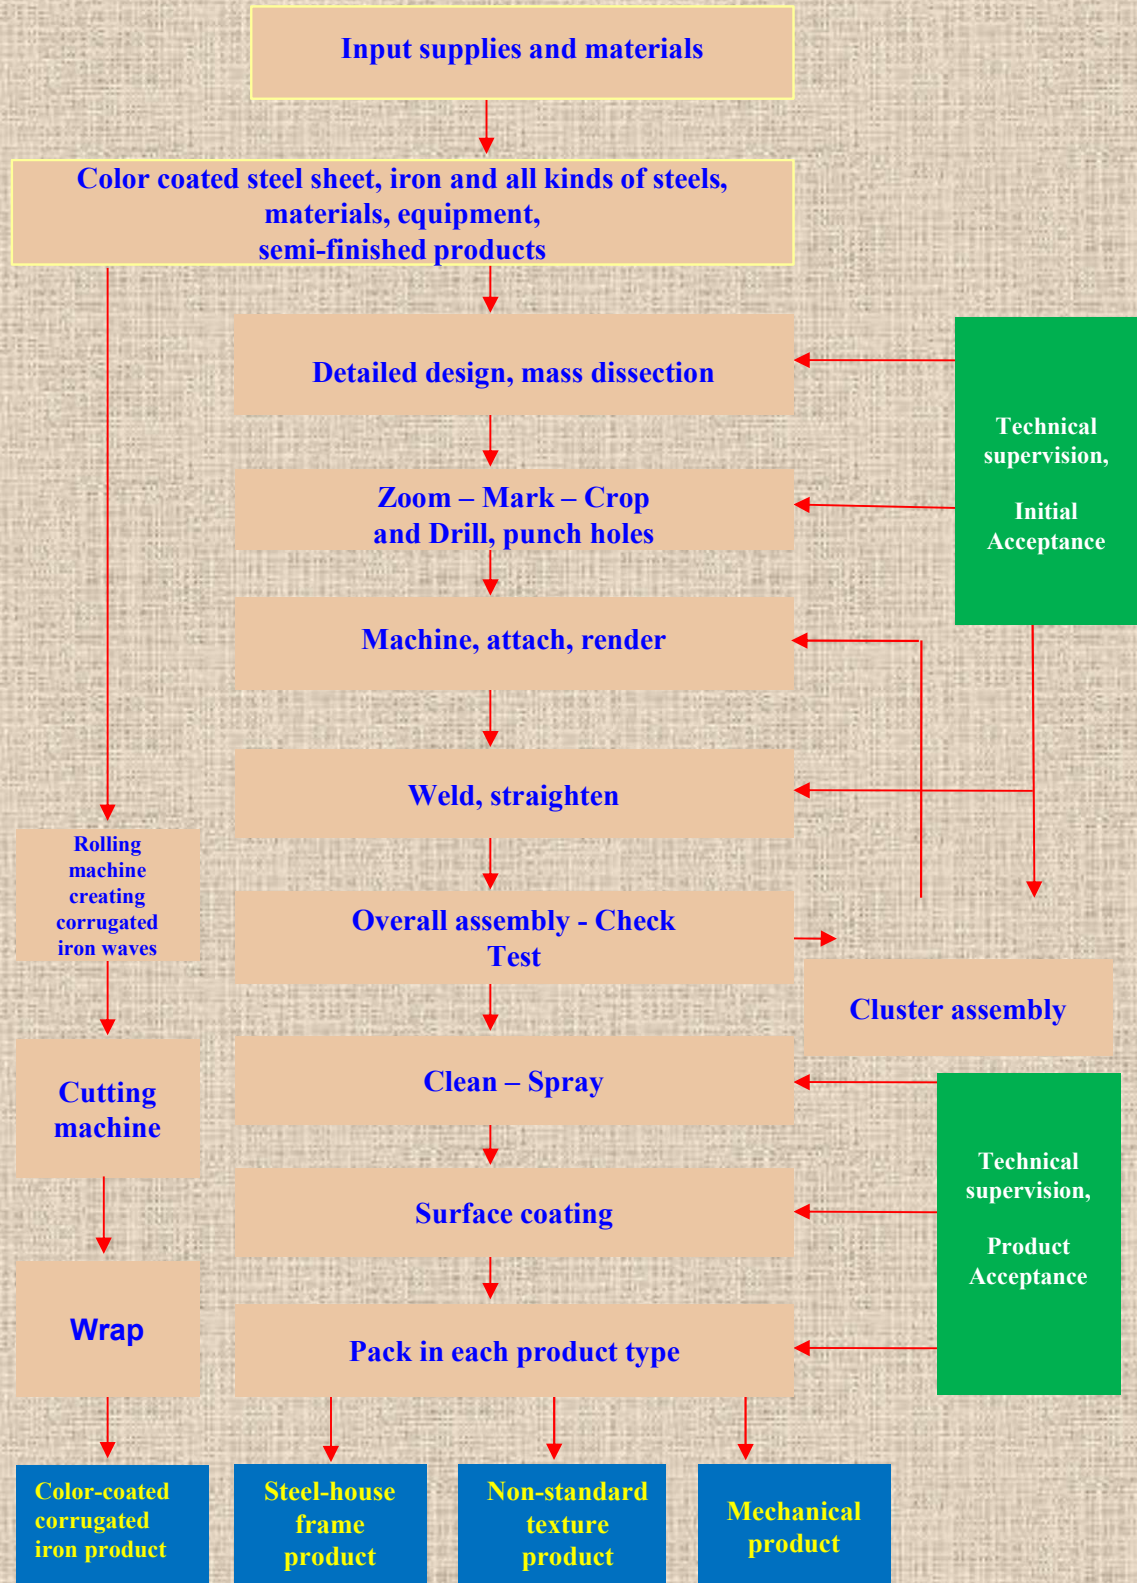 Input supplies and materials
Color coated steel sheet, iron and all kinds of steels,
materials, equipment,
semi-finished products
Detailed design, mass dissection
Technical
supervision,
Initial
Acceptance
Zoom – Mark – Crop
and Drill, punch holes
Machine, attach, render
Weld, straighten
Rolling
machine
creating
corrugated
iron waves
Overall assembly - Check
Test
Cluster assembly
Cutting
machine
Clean – Spray
Technical
supervision,
Product
Acceptance
Surface coating
Wrap
Pack in each product type
Color-coated
corrugated
iron product
Steel-house
frame
product
Non-standard
texture
product
Mechanical
product